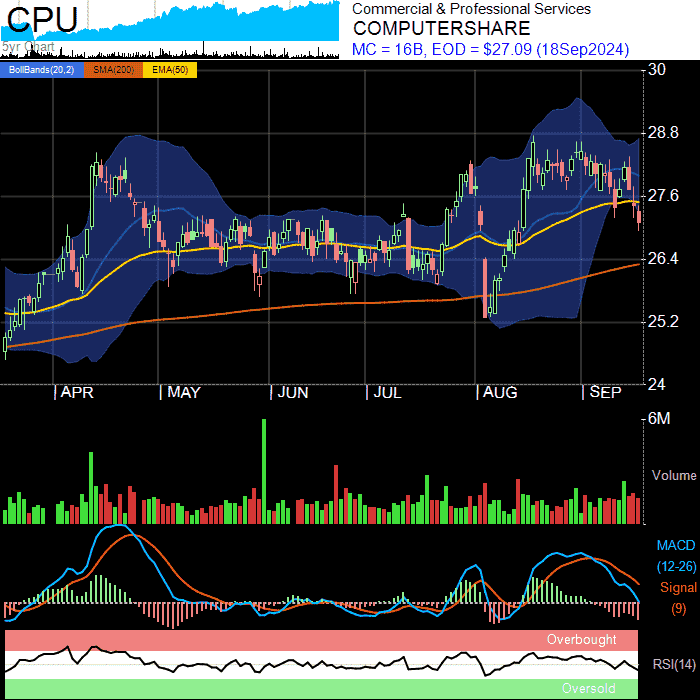 CPU
5yr Chart
Commercial & Professional Services
COMPUTERSHARE
MC = 16B, EOD = $27.09 (18Sep2024)
BollBands(20,2) SMA(200) EMA(50)
30
28.8
27.6
26.4
25.2
24
APR MAY JUN JUL AUG SEP
6M
Volume
MACD
(12-26)
Signal
(9)
Overbought
RSI(14)
Oversold